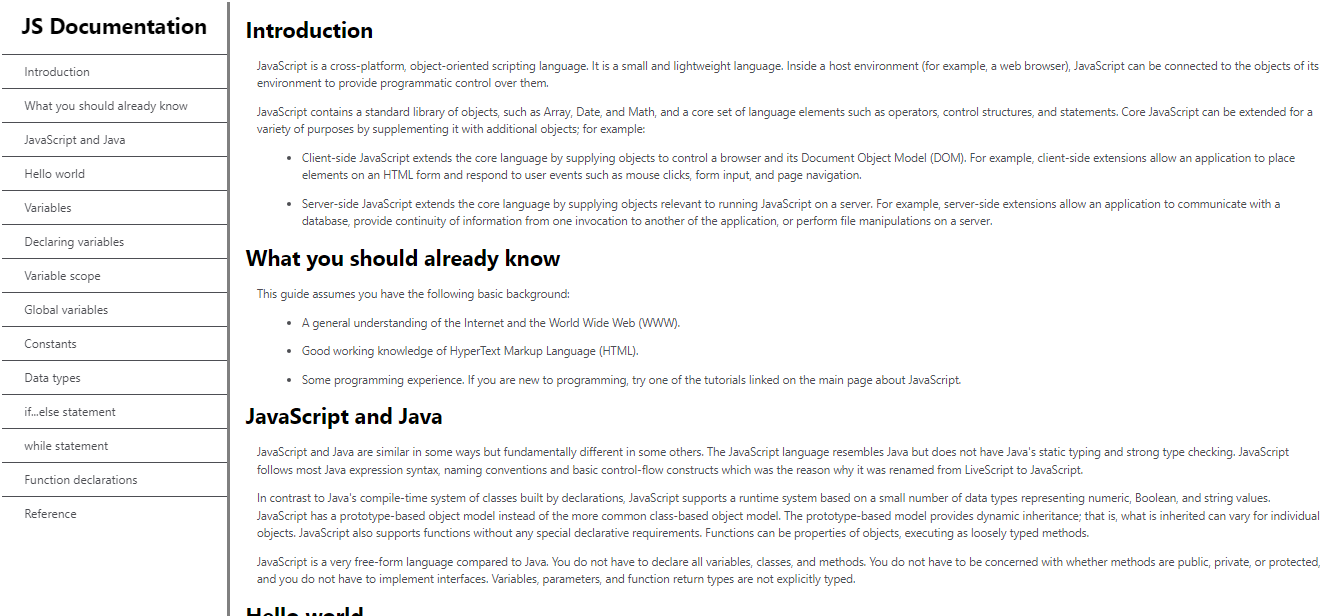 JS Documentation
Introduction
What you should already know
JavaScript and Java
Hello world
Variables
Declaring variables
Variable scope
Global variables
Constants
Data types
if...else statement
while statement
Function declarations
Reference
Introduction
JavaScript is a cross-platform, object-oriented scripting language. It is a small and lightweight language. Inside a host environment (for example, a web browser), JavaScript can be connected to the objects of its
environment to provide programmatic control over them.
JavaScript contains a standard library of objects, such as Array, Date, and Math, and a core set of language elements such as operators, control structures, and statements. Core JavaScript can be extended for a
variety of purposes by supplementing it with additional objects; for example:
• Client-side JavaScript extends the core language by supplying objects to control a browser and its Document Object Model (DOM). For example, client-side extensions allow an application to place
elements on an HTML form and respond to user events such as mouse clicks, form input, and page navigation.
• Server-side JavaScript extends the core language by supplying objects relevant to running JavaScript on a server. For example, server-side extensions allow an application to communicate with a
database, provide continuity of information from one invocation to another of the application, or perform file manipulations on a server.
What you should already know
This guide assumes you have the following basic background:
• A general understanding of the Internet and the World Wide Web (WWW).
• Good working knowledge of HyperText Markup Language (HTML).
• Some programming experience. If you are new to programming, try one of the tutorials linked on the main page about JavaScript.
JavaScript and Java
JavaScript and Java are similar in some ways but fundamentally different in some others. The JavaScript language resembles Java but does not have Java's static typing and strong type checking. JavaScript
follows most Java expression syntax, naming conventions and basic control-flow constructs which was the reason why it was renamed from LiveScript to JavaScript.
In contrast to Java's compile-time system of classes built by declarations, JavaScript supports a runtime system based on a small number of data types representing numeric, Boolean, and string values.
JavaScript has a prototype-based object model instead of the more common class-based object model. The prototype-based model provides dynamic inheritance; that is, what is inherited can vary for individual
objects. JavaScript also supports functions without any special declarative requirements. Functions can be properties of objects, executing as loosely typed methods.
JavaScript is a very free-form language compared to Java. You do not have to declare all variables, classes, and methods. You do not have to be concerned with whether methods are public, private, or protected,
and you do not have to implement interfaces. Variables, parameters, and function return types are not explicitly typed.
Hello world